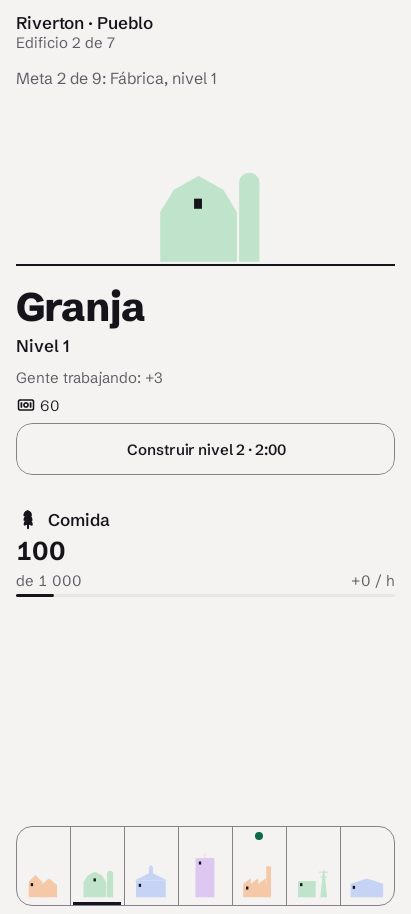 Riverton · Pueblo
Edificio 2 de 7
Meta 2 de 9: Fábrica, nivel 1
Granja
Nivel 1
Gente trabajando: +3
60
Construir nivel 2 · 2:00
Comida
100
de 1 000 +0 / h